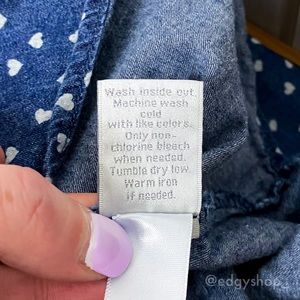 Wash inside out.
Machine wash
cold
with like colors.
Only non-
chlorine bleach
when needed.
Tumble dry low.
Warm iron
if needed.
@edgyshop_